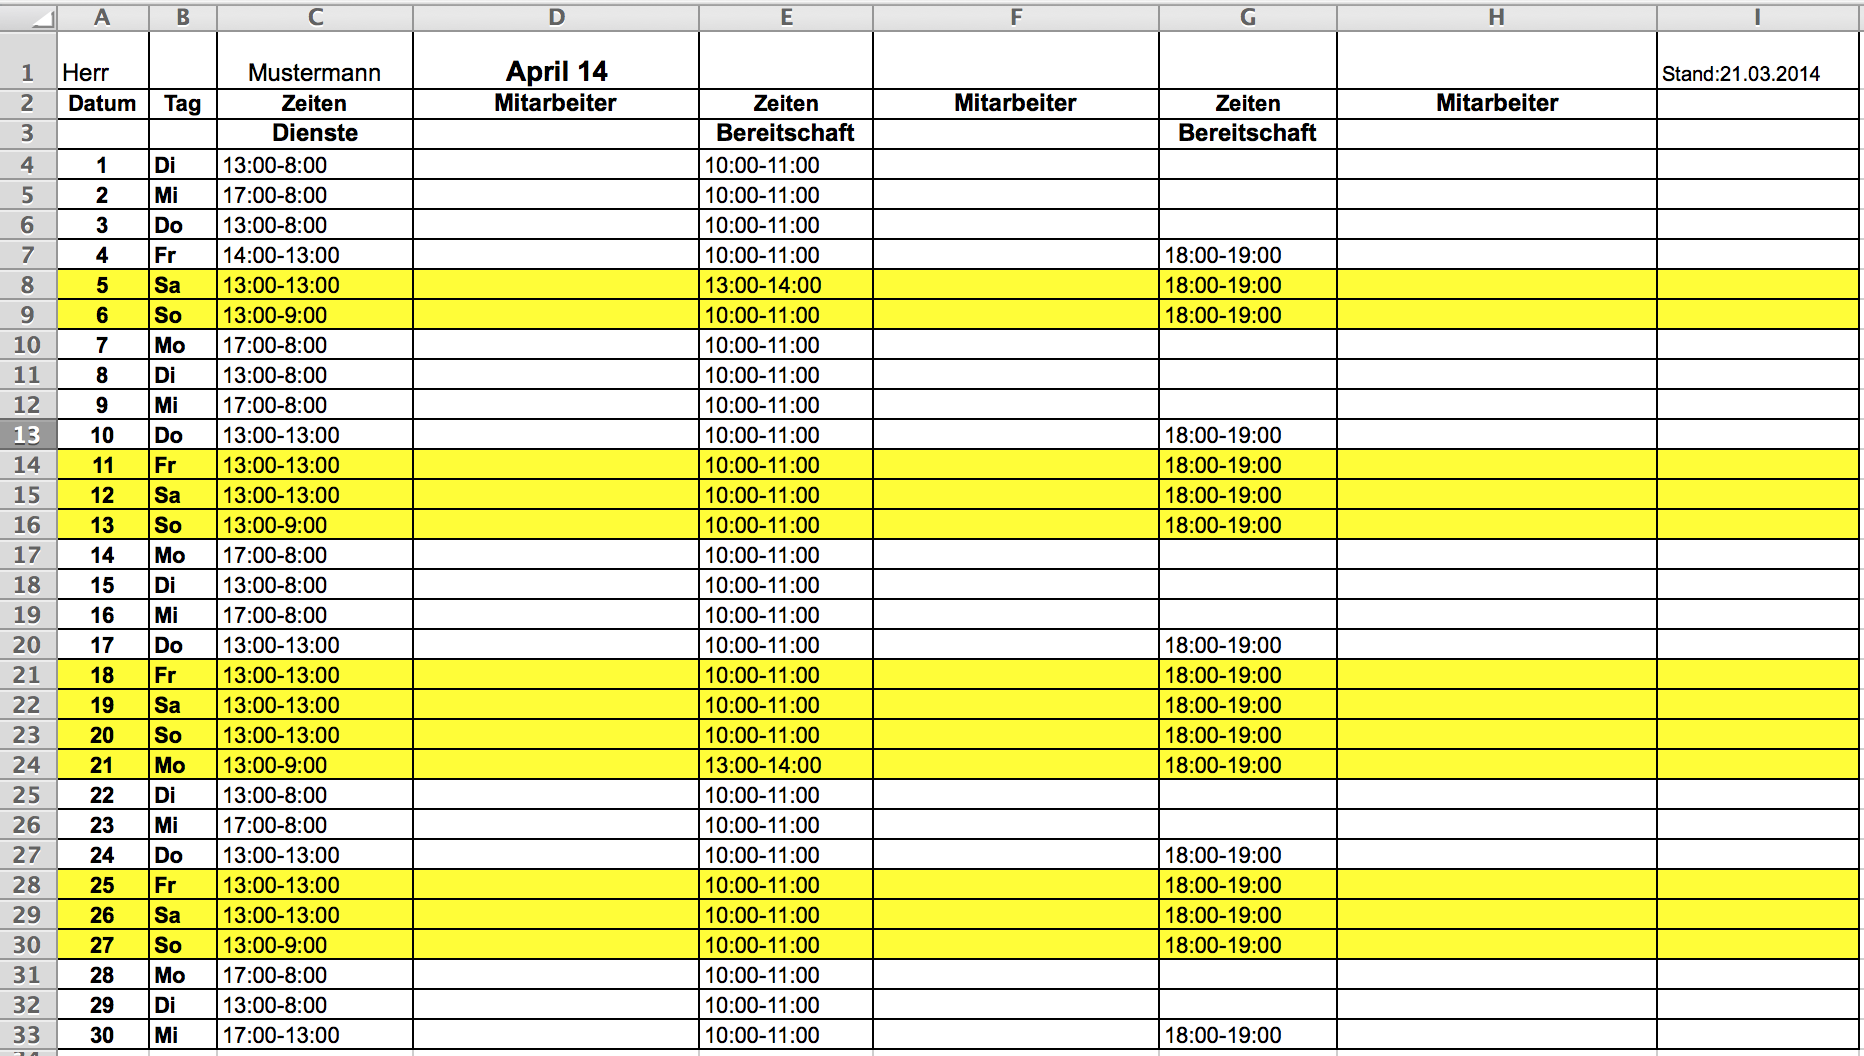 A B C D E F G H I
1 Herr Mustermann April 14 Stand:21.03.2014
2 Datum Tag Zeiten Mitarbeiter Zeiten Mitarbeiter Zeiten Mitarbeiter
3 Dienste Bereitschaft Bereitschaft
4 1 Di 13:00-8:00 10:00-11:00
5 2 Mi 17:00-8:00 10:00-11:00
6 3 Do 13:00-8:00 10:00-11:00
7 4 Fr 14:00-13:00 10:00-11:00 18:00-19:00
8 5 Sa 13:00-13:00 13:00-14:00 18:00-19:00
9 6 So 13:00-9:00 10:00-11:00 18:00-19:00
10 7 Mo 17:00-8:00 10:00-11:00
11 8 Di 13:00-8:00 10:00-11:00
12 9 Mi 17:00-8:00 10:00-11:00
13 10 Do 13:00-13:00 10:00-11:00 18:00-19:00
14 11 Fr 13:00-13:00 10:00-11:00 18:00-19:00
15 12 Sa 13:00-13:00 10:00-11:00 18:00-19:00
16 13 So 13:00-9:00 10:00-11:00 18:00-19:00
17 14 Mo 17:00-8:00 10:00-11:00
18 15 Di 13:00-8:00 10:00-11:00
19 16 Mi 17:00-8:00 10:00-11:00
20 17 Do 13:00-13:00 10:00-11:00 18:00-19:00
21 18 Fr 13:00-13:00 10:00-11:00 18:00-19:00
22 19 Sa 13:00-13:00 10:00-11:00 18:00-19:00
23 20 So 13:00-13:00 10:00-11:00 18:00-19:00
24 21 Mo 13:00-9:00 13:00-14:00 18:00-19:00
25 22 Di 13:00-8:00 10:00-11:00
26 23 Mi 17:00-8:00 10:00-11:00
27 24 Do 13:00-13:00 10:00-11:00 18:00-19:00
28 25 Fr 13:00-13:00 10:00-11:00 18:00-19:00
29 26 Sa 13:00-13:00 10:00-11:00 18:00-19:00
30 27 So 13:00-9:00 10:00-11:00 18:00-19:00
31 28 Mo 17:00-8:00 10:00-11:00
32 29 Di 13:00-8:00 10:00-11:00
33 30 Mi 17:00-13:00 10:00-11:00 18:00-19:00